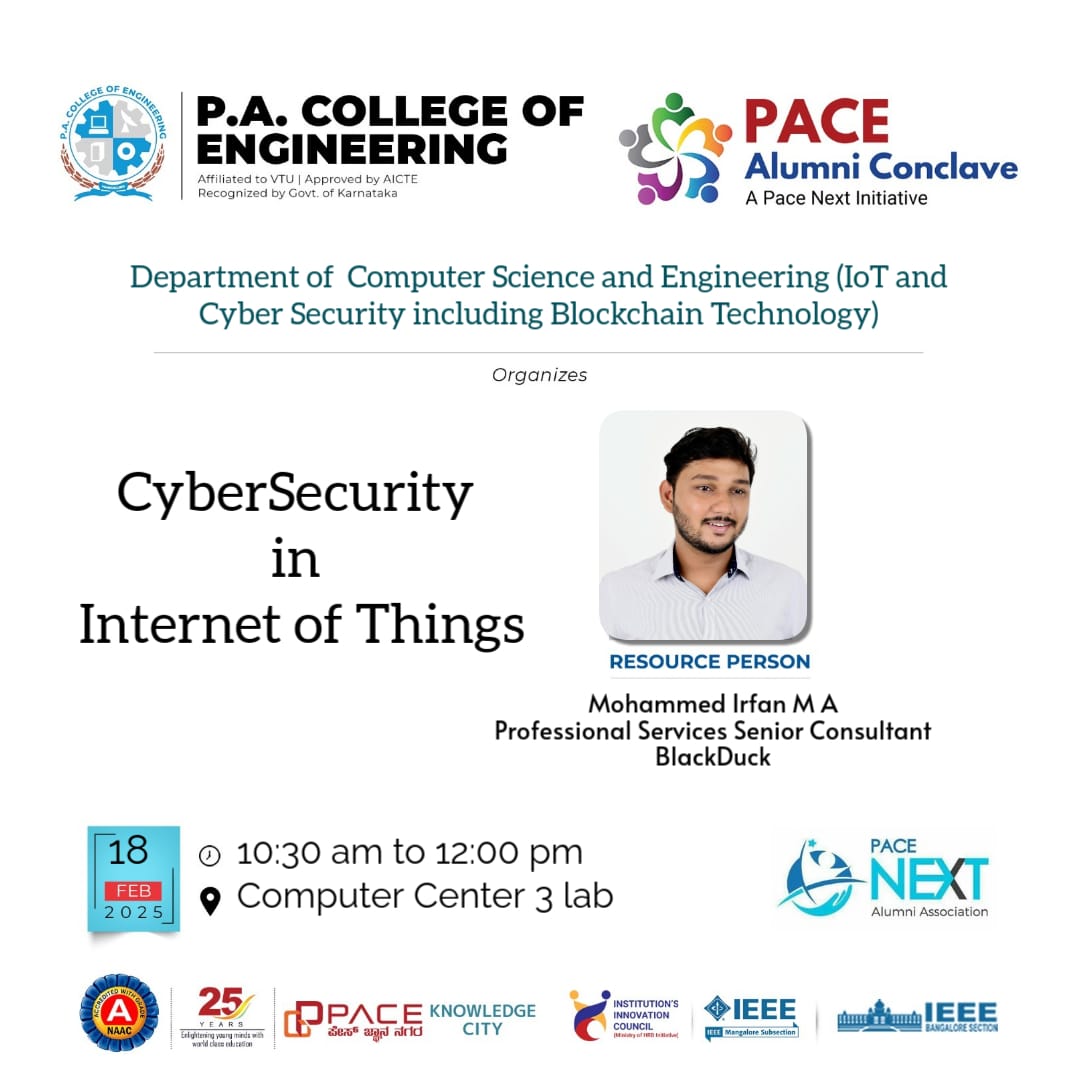 P.A. COLLEGE OF ENGINEERING
P.A. COLLEGE OF
ENGINEERING
Affiliated to VTU | Approved by AICTE
Recognized by Govt. of Karnataka
PACE
Alumni Conclave
A Pace Next Initiative
Department of Computer Science and Engineering (IoT and
Cyber Security including Blockchain Technology)
Organizes
CyberSecurity
in
Internet of Things
RESOURCE PERSON
Mohammed Irfan M A
Professional Services Senior Consultant
BlackDuck
18
FEB
2025
10:30 am to 12:00 pm
Computer Center 3 lab
PACE
NEXT
Alumni Association
ACCREDITED WITH GRADE
A
NAAC
25
YEARS
Enlightening young minds with
world class education
PACE
ಪೇಸ್ ಜ್ಞಾನ ನಗರ
KNOWLEDGE
CITY
INSTITUTION'S
INNOVATION
COUNCIL
(Ministry of HRD Initiative)
IEEE
IEEE Mangalore Subsection
IEEE
BANGALORE SECTION